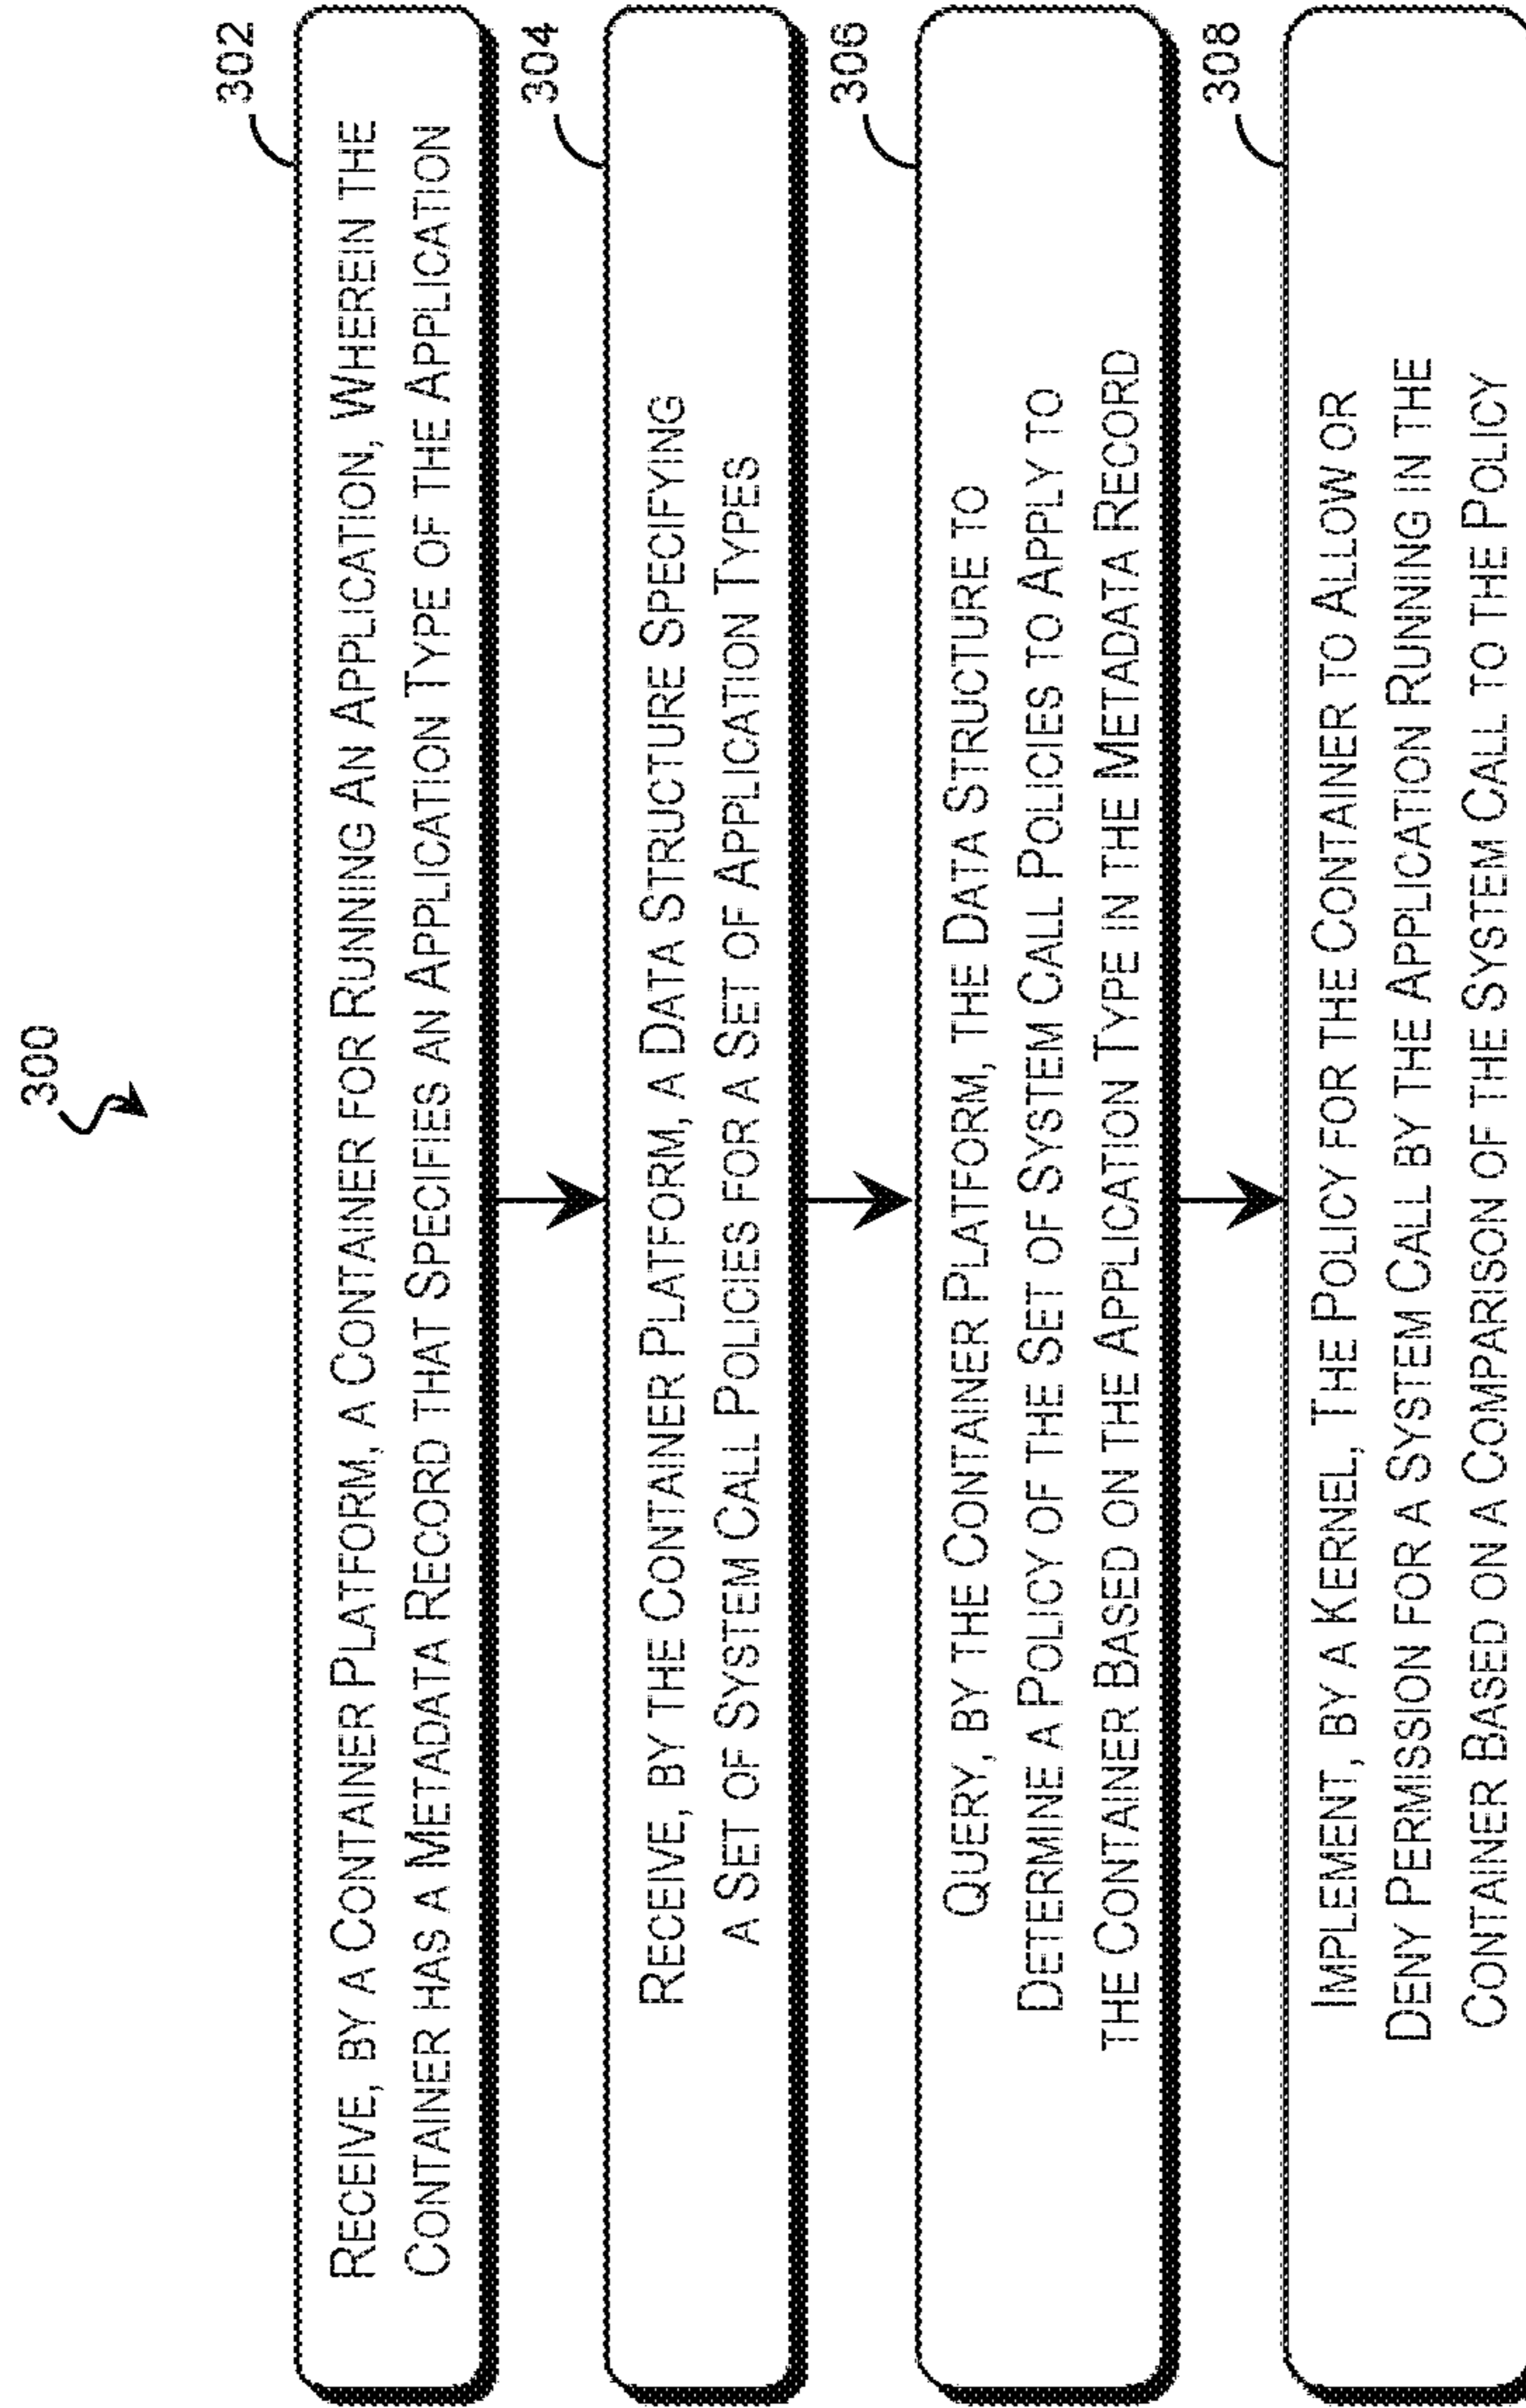 300
302
RECEIVE, BY A CONTAINER PLATFORM, A CONTAINER FOR RUNNING AN APPLICATION, WHEREIN THE
CONTAINER HAS A METADATA RECORD THAT SPECIFIES AN APPLICATION TYPE OF THE APPLICATION
304
RECEIVE, BY THE CONTAINER PLATFORM, A DATA STRUCTURE SPECIFYING
A SET OF SYSTEM CALL POLICIES FOR A SET OF APPLICATION TYPES
306
QUERY, BY THE CONTAINER PLATFORM, THE DATA STRUCTURE TO
DETERMINE A POLICY OF THE SET OF SYSTEM CALL POLICIES TO APPLY TO
THE CONTAINER BASED ON THE APPLICATION TYPE IN THE METADATA RECORD
308
IMPLEMENT, BY A KERNEL, THE POLICY FOR THE CONTAINER TO ALLOW OR
DENY PERMISSION FOR A SYSTEM CALL BY THE APPLICATION RUNNING IN THE
CONTAINER BASED ON A COMPARISON OF THE SYSTEM CALL TO THE POLICY